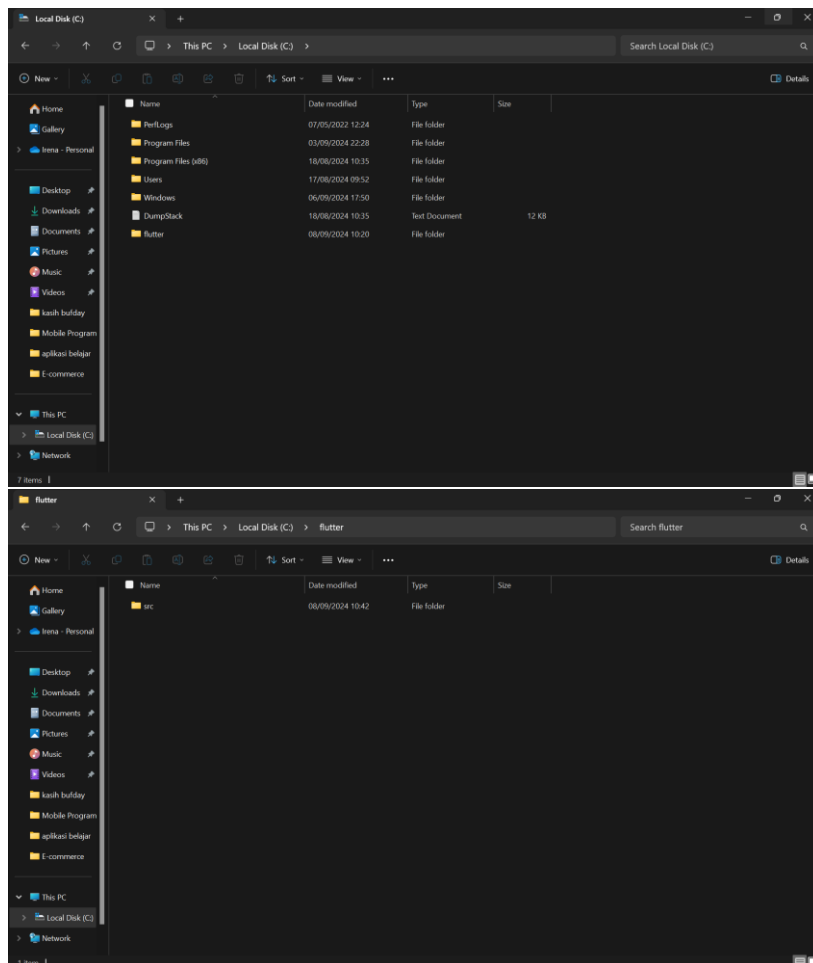 Local Disk (C:)
This PC > Local Disk (C:) >
Search Local Disk (C:)
New
Sort
View
Details
Name Date modified Type Size
Home
Gallery
Irena - Personal
Desktop
Downloads
Documents
Pictures
Music
Videos
kasih bufday
Mobile Program
aplikasi belajar
E-commerce
This PC
Local Disk (C:)
Network
PerfLogs 07/05/2022 12:24 File folder
Program Files 03/09/2024 22:28 File folder
Program Files (x86) 18/08/2024 10:35 File folder
Users 17/08/2024 09:52 File folder
Windows 06/09/2024 17:50 File folder
DumpStack 18/08/2024 10:35 Text Document 12 KB
flutter 08/09/2024 10:20 File folder
7 items
flutter
This PC > Local Disk (C:) > flutter
Search flutter
New
Sort
View
Details
Name Date modified Type Size
Home
Gallery
Irena - Personal
Desktop
Downloads
Documents
Pictures
Music
Videos
kasih bufday
Mobile Program
aplikasi belajar
E-commerce
This PC
Local Disk (C:)
Network
src 08/09/2024 10:42 File folder
1 item